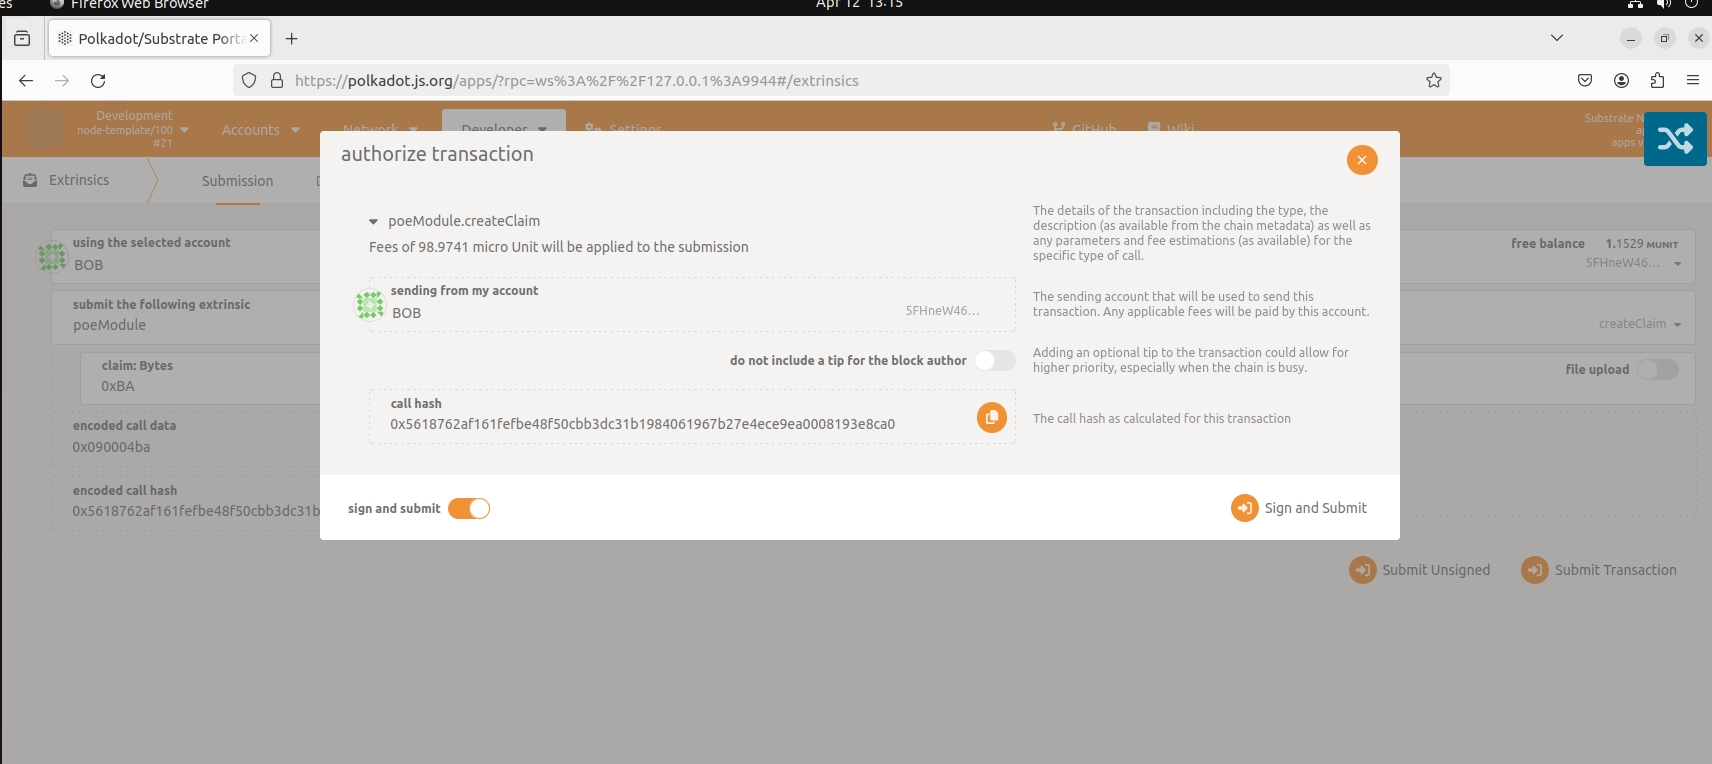 Firefox Web Browser
Apr 12 13:15
Polkadot/Substrate Porta
https://polkadot.js.org/apps/?rpc=ws%3A%2F%2F127.0.0.1%3A9944#/extrinsics
Development
node-template/100
#21
Accounts
Network
Developer
Settings
GitHub
Wiki
Substrate N
apps v
Extrinsics
Submission
authorize transaction
poeModule.createClaim
Fees of 98.9741 micro Unit will be applied to the submission
The details of the transaction including the type, the
description (as available from the chain metadata) as well as
any parameters and fee estimations (as available) for the
specific type of call.
sending from my account
BOB
5FHneW46...
The sending account that will be used to send this
transaction. Any applicable fees will be paid by this account.
do not include a tip for the block author
Adding an optional tip to the transaction could allow for
higher priority, especially when the chain is busy.
call hash
0x5618762af161fefbe48f50cbb3dc31b1984061967b27e4ece9ea0008193e8ca0
The call hash as calculated for this transaction
sign and submit
Sign and Submit
using the selected account
BOB
free balance 1.1529 MUNIT
5FHneW46...
submit the following extrinsic
poeModule
createClaim
claim: Bytes
0xBA
file upload
encoded call data
0x090004ba
encoded call hash
0x5618762af161fefbe48f50cbb3dc31b
Submit Unsigned
Submit Transaction